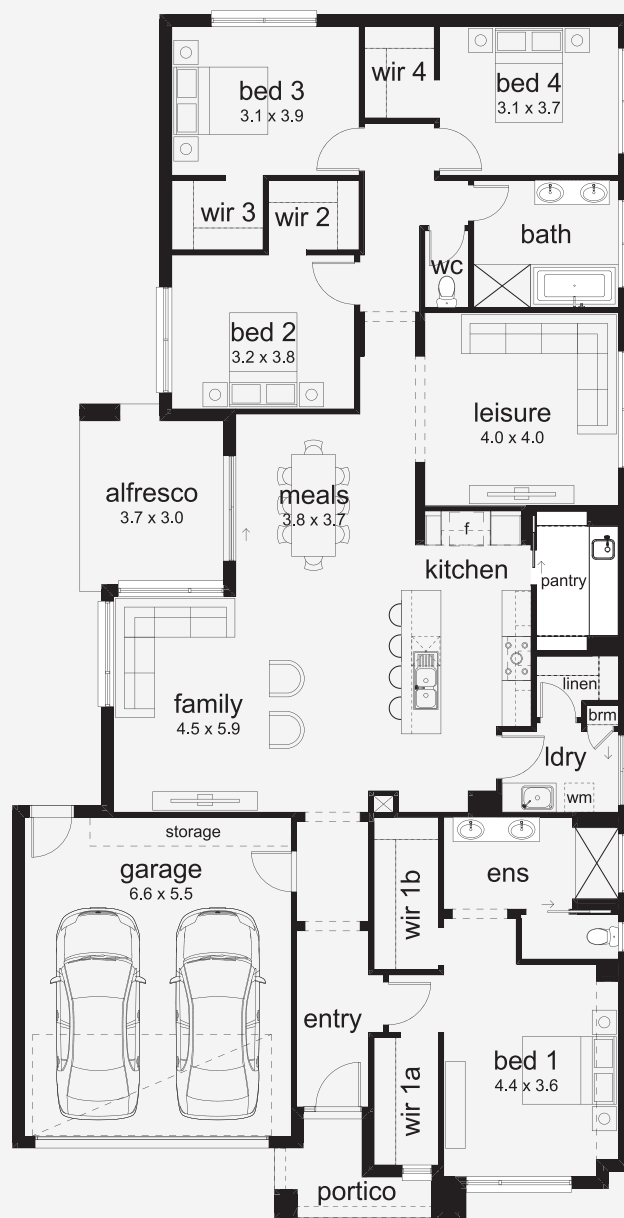 wir 4
bed 4
3.1 x 3.7
bed 3
3.1 x 3.9
wir 3
wir 2
bath
wc
bed 2
3.2 x 3.8
leisure
4.0 x 4.0
alfresco
3.7 x 3.0
meals
3.8 x 3.7
f
kitchen
pantry
linen
family
4.5 x 5.9
brm
ldry
wm
storage
garage
6.6 x 5.5
wir 1b
ens
entry
wir 1a
bed 1
4.4 x 3.6
portico